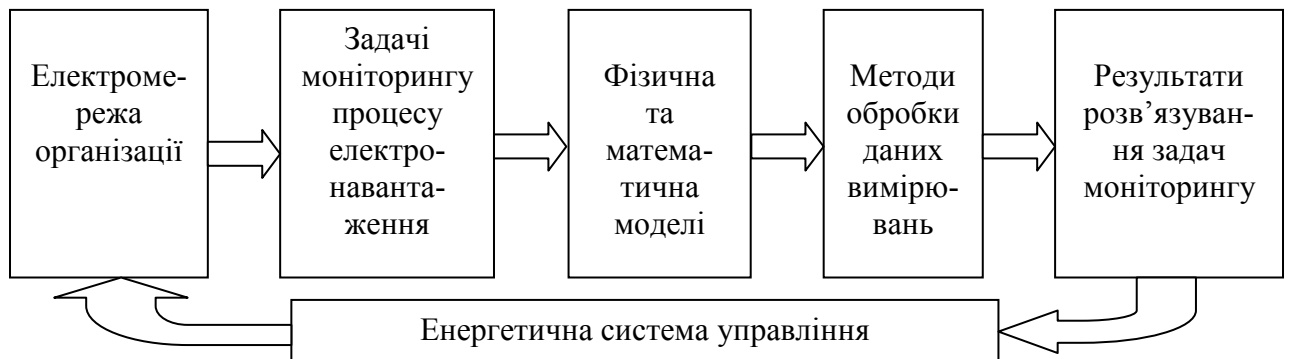 Електроме-
режа
організації
Задачі
моніторингу
процесу
електро-
наванта-
ження
Фізична
та
матема-
тична
моделі
Методи
обробки
даних
вимірю-
вань
Результати
розв’язуван-
ня задач
моніторингу
Енергетична система управління